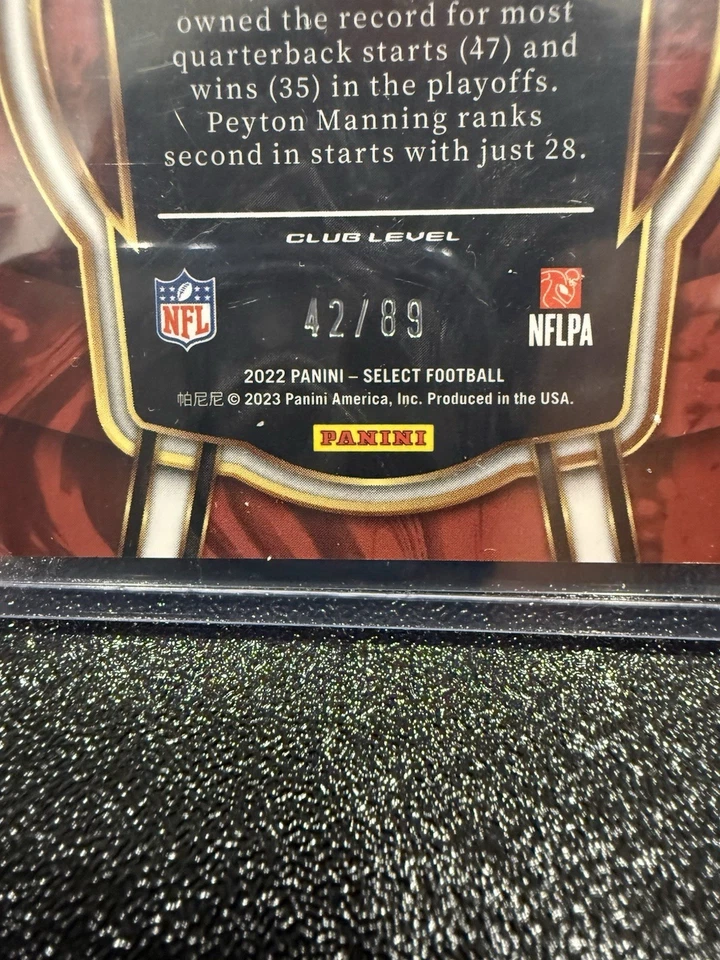 owned the record for most
quarterback starts (47) and
wins (35) in the playoffs.
Peyton Manning ranks
second in starts with just 28.
CLUB LEVEL
NFL
42/89
NFLPA
2022 PANINI – SELECT FOOTBALL
帕尼尼 © 2023 Panini America, Inc. Produced in the USA.
PANINI